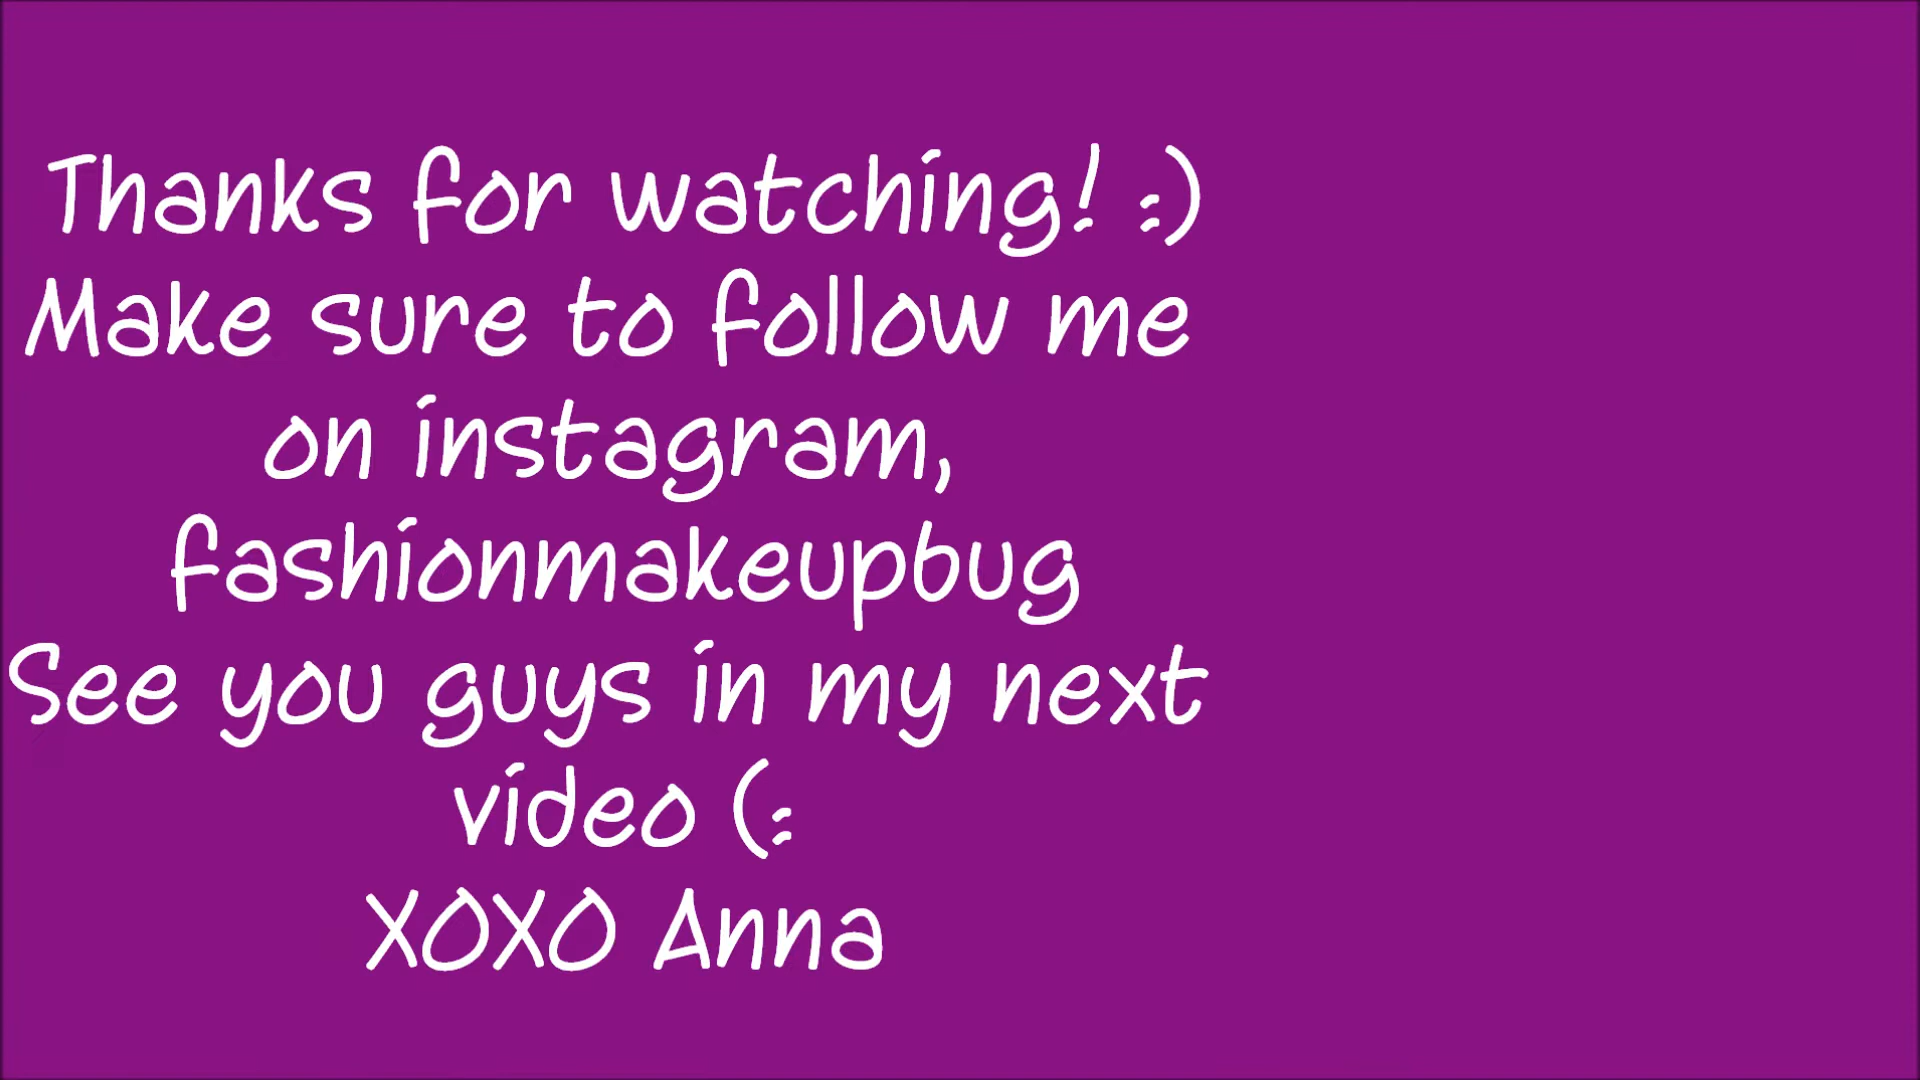 Thanks for watching! :)
Make sure to follow me
on instagram,
fashionmakeupbug
See you guys in my next
video (:
XOXO Anna